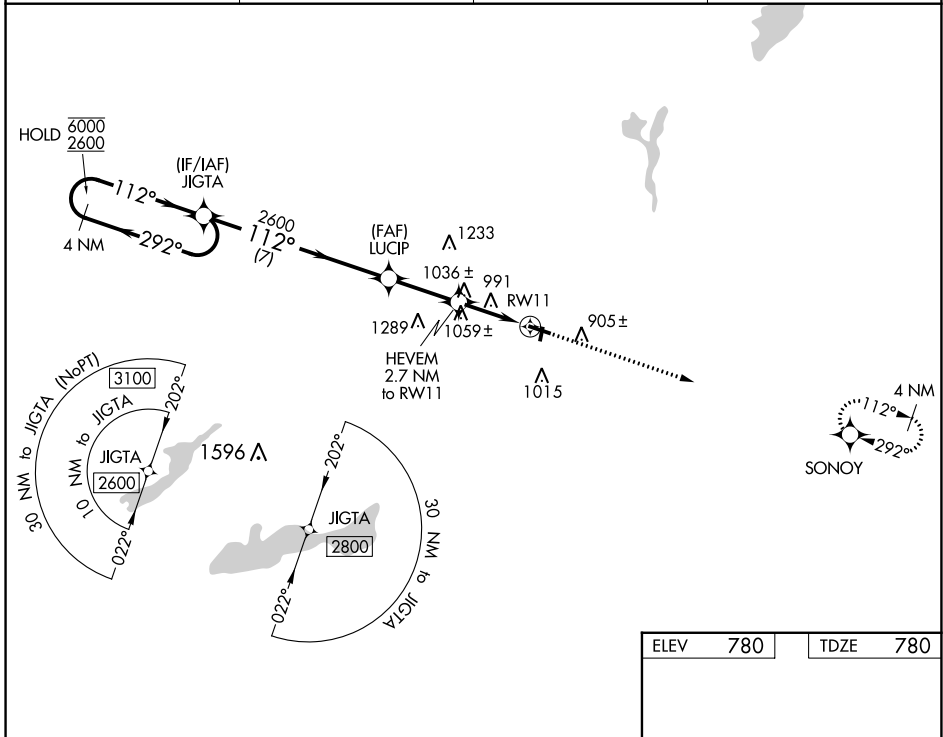 HOLD 6000
2600
4 NM
112°
292°
(IF/IAF)
JIGTA
2600
112°
(7)
(FAF)
LUCIP
1233
1036 ±
991
RW11
1289
1059 ±
905 ±
HEVEM
2.7 NM
to RW11
1015
4 NM
112°
292°
SONOY
30 NM to JIGTA (NoPT)
3100
202°
10 NM to JIGTA
JIGTA
2600
022°
1596
202°
JIGTA
2800
022°
30 NM to JIGTA
ELEV 780
TDZE 780